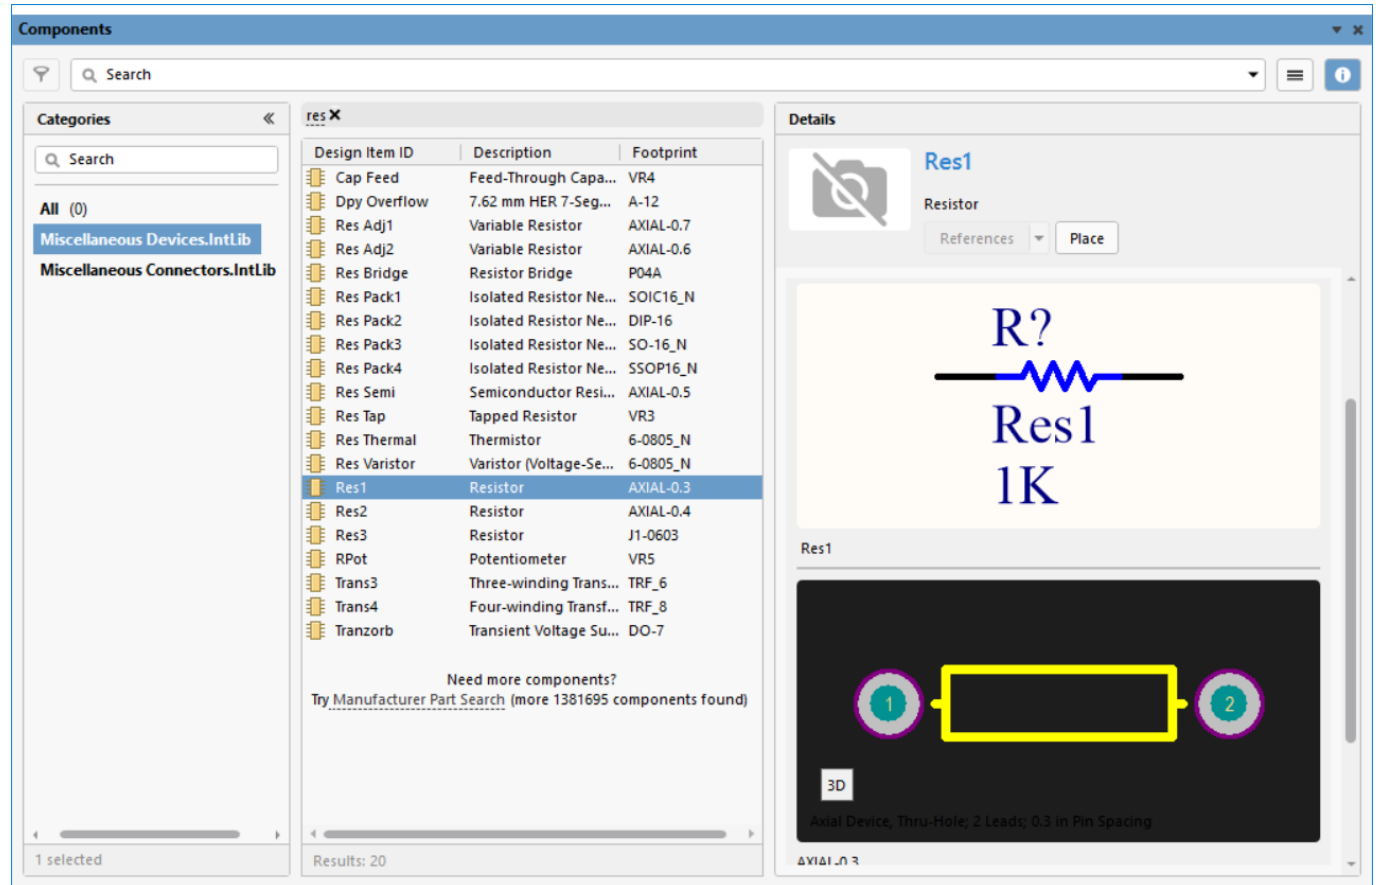 Components
Search
Categories
Search
All (0)
Miscellaneous Devices.IntLib
Miscellaneous Connectors.IntLib
1 selected
res
Design Item ID Description Footprint
Cap Feed Feed-Through Capa... VR4
Dpy Overflow 7.62 mm HER 7-Seg... A-12
Res Adj1 Variable Resistor AXIAL-0.7
Res Adj2 Variable Resistor AXIAL-0.6
Res Bridge Resistor Bridge P04A
Res Pack1 Isolated Resistor Ne... SOIC16_N
Res Pack2 Isolated Resistor Ne... DIP-16
Res Pack3 Isolated Resistor Ne... SO-16_N
Res Pack4 Isolated Resistor Ne... SSOP16_N
Res Semi Semiconductor Resi... AXIAL-0.5
Res Tap Tapped Resistor VR3
Res Thermal Thermistor 6-0805_N
Res Varistor Varistor (Voltage-Se... 6-0805_N
Res1 Resistor AXIAL-0.3
Res2 Resistor AXIAL-0.4
Res3 Resistor J1-0603
RPot Potentiometer VR5
Trans3 Three-winding Trans... TRF_6
Trans4 Four-winding Transf... TRF_8
Tranzorb Transient Voltage Su... DO-7
Need more components?
Try Manufacturer Part Search (more 1381695 components found)
Results: 20
Details
Res1
Resistor
References Place
R?
Res1
1K
Res1
1 2
3D
Axial Device, Thru-Hole; 2 Leads; 0.3 in Pin Spacing
AXIAL-0.3